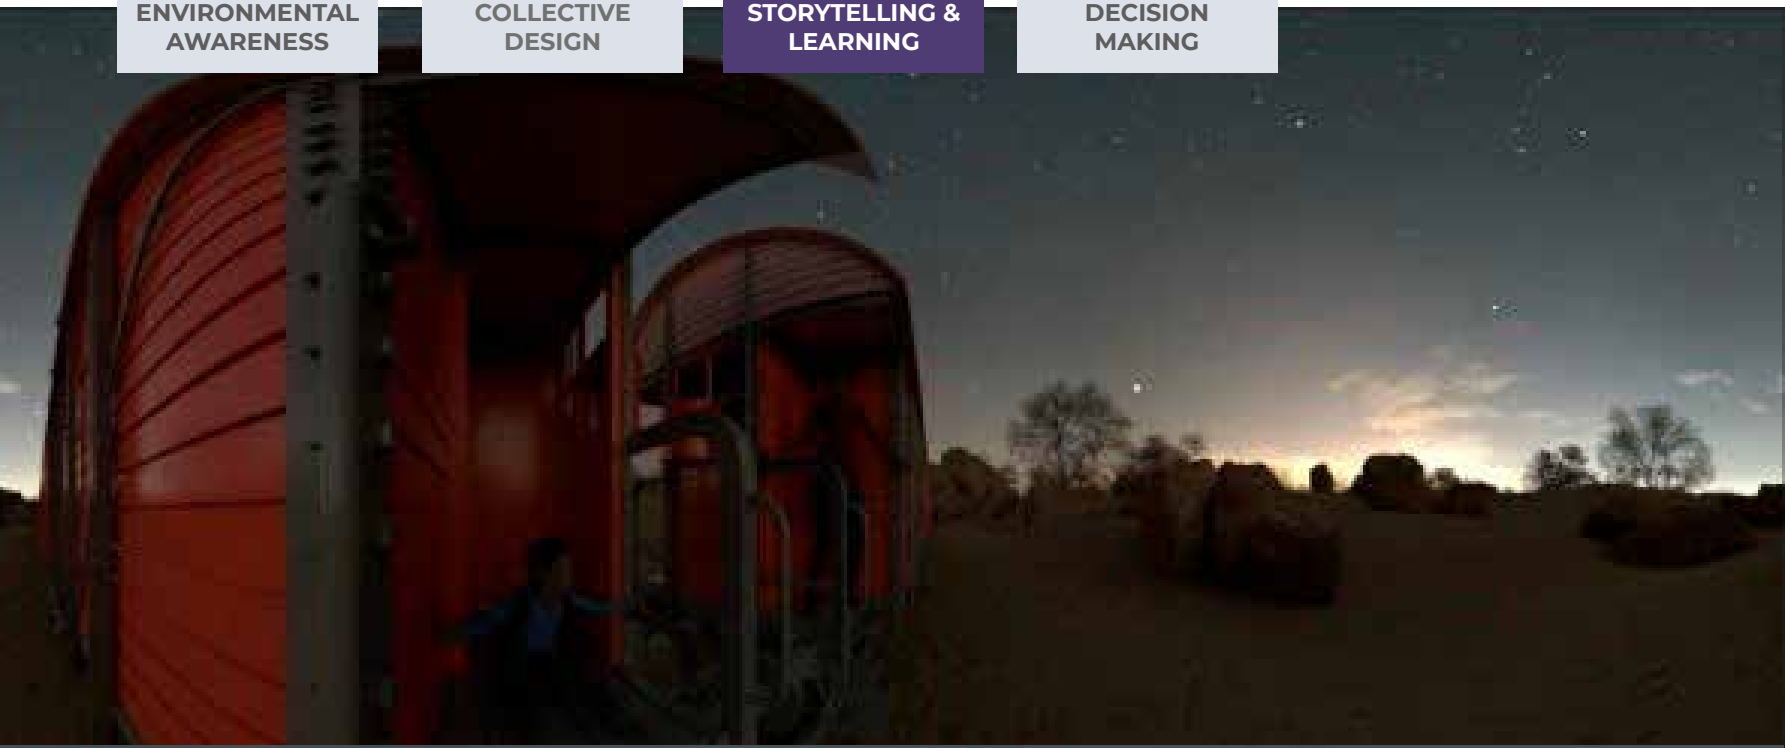 ENVIRONMENTAL
AWARENESS
COLLECTIVE
DESIGN
STORYTELLING &
LEARNING
DECISION
MAKING